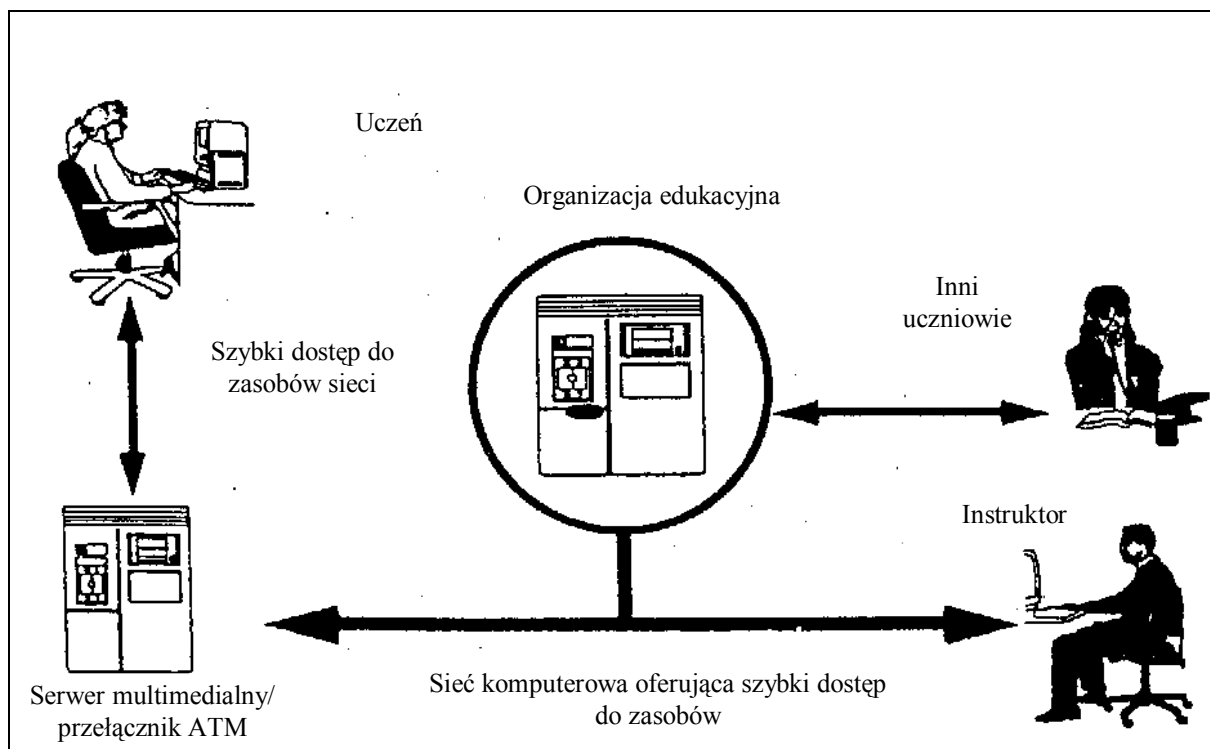 Uczeń
Organizacja edukacyjna
Inni
uczniowie
Szybki dostęp do
zasobów sieci
Instruktor
Serwer multimedialny/
przełącznik ATM
Sieć komputerowa oferująca szybki dostęp
do zasobów